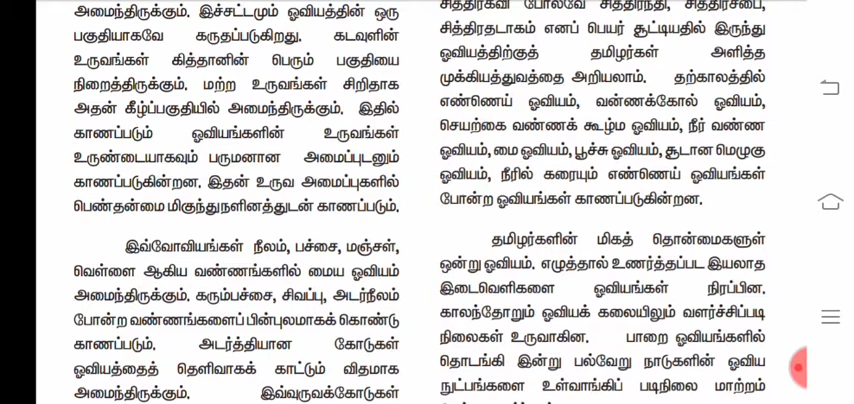 அமைந்திருக்கும். இச்சட்டமும் ஓவியத்தின் ஒரு
பகுதியாகவே கருதப்படுகிறது. கடவுளின்
உருவங்கள் கித்தானின் பெரும் பகுதியை
நிறைத்திருக்கும். மற்ற உருவங்கள் சிறிதாக
அதன் கீழ்ப்பகுதியில் அமைந்திருக்கும். இதில்
காணப்படும் ஓவியங்களின் உருவங்கள்
உருண்டையாகவும் பருமனான அமைப்புடனும்
காணப்படுகின்றன. இதன் உருவ அமைப்புகளில்
பெண்தன்மை மிகுந்துநளினத்துடன் காணப்படும்.
இவ்வோவியங்கள் நீலம், பச்சை, மஞ்சள்,
வெள்ளை ஆகிய வண்ணங்களில் மைய ஓவியம்
அமைந்திருக்கும். கரும்பச்சை, சிவப்பு, அடர்நீலம்
போன்ற வண்ணங்களைப் பின்புலமாகக் கொண்டு
காணப்படும். அடர்த்தியான கோடுகள்
ஓவியத்தைத் தெளிவாகக் காட்டும் விதமாக
அமைந்திருக்கும். இவ்வுருவக்கோடுகள்
சித்திரகவி போலவே சித்திரநந்தி, சித்திரசபை,
சித்திரதடாகம் எனப் பெயர் சூட்டியதில் இருந்து
ஓவியத்திற்குத் தமிழர்கள் அளித்த
முக்கியத்துவத்தை அறியலாம். தற்காலத்தில்
எண்ணெய் ஓவியம், வண்ணக்கோல் ஓவியம்,
செயற்கை வண்ணக் கூழ்ம ஓவியம், நீர் வண்ண
ஓவியம், மை ஓவியம், பூச்சு ஓவியம், சூடான மெழுகு
ஓவியம், நீரில் கரையும் எண்ணெய் ஓவியங்கள்
போன்ற ஓவியங்கள் காணப்படுகின்றன.
தமிழர்களின் மிகத் தொன்மைகளுள்
ஒன்று ஓவியம். எழுத்தால் உணர்த்தப்பட இயலாத
இடைவெளிகளை ஓவியங்கள் நிரப்பின.
காலந்தோறும் ஓவியக் கலையிலும் வளர்ச்சிப்படி
நிலைகள் உருவாகின. பாறை ஓவியங்களில்
தொடங்கி இன்று பல்வேறு நாடுகளின் ஓவிய
நுட்பங்களை உள்வாங்கிப் படிநிலை மாற்றம்